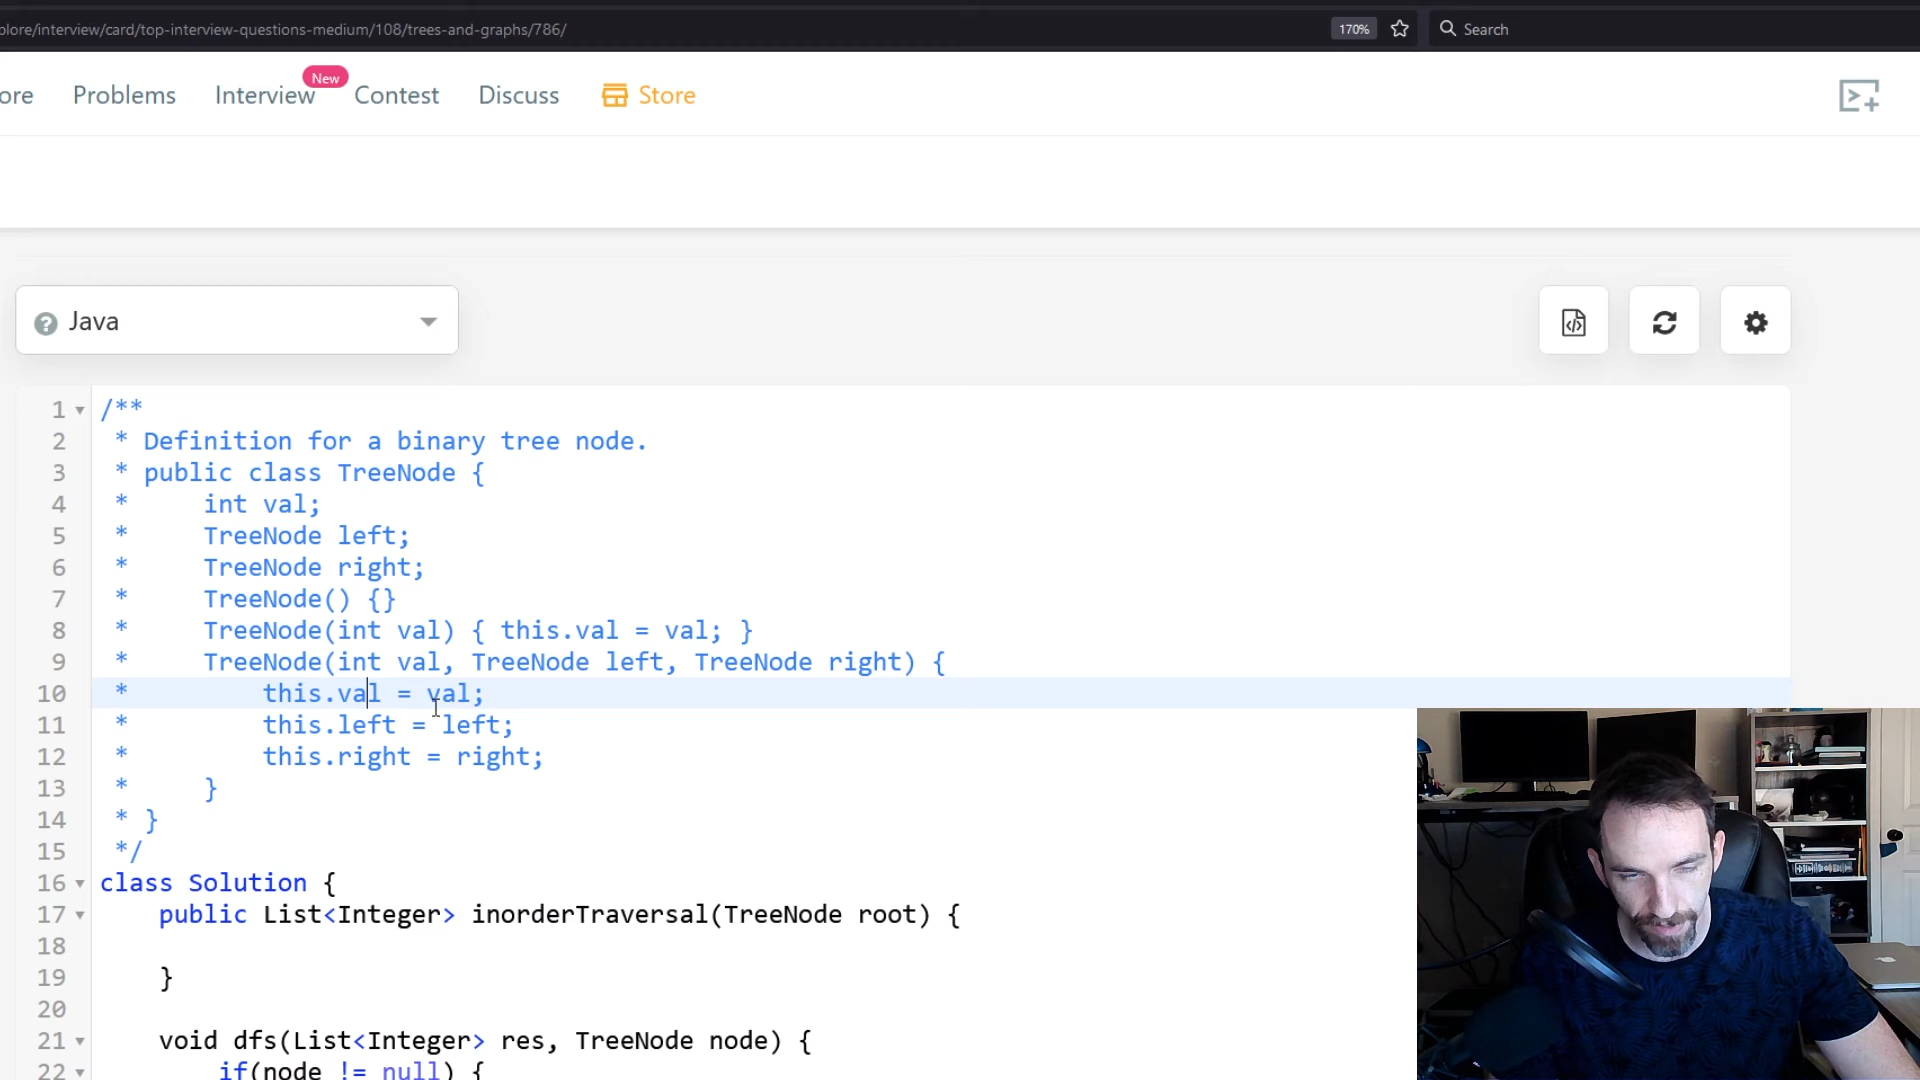 plore/interview/card/top-interview-questions-medium/108/trees-and-graphs/786/
170%
Search
ore Problems Interview New Contest Discuss Store
Java
1 /**
2  * Definition for a binary tree node.
3  * public class TreeNode {
4  *     int val;
5  *     TreeNode left;
6  *     TreeNode right;
7  *     TreeNode() {}
8  *     TreeNode(int val) { this.val = val; }
9  *     TreeNode(int val, TreeNode left, TreeNode right) {
10  *         this.val = val;
11  *         this.left = left;
12  *         this.right = right;
13  *     }
14  * }
15  */
16 class Solution {
17     public List<Integer> inorderTraversal(TreeNode root) {
18
19     }
20
21     void dfs(List<Integer> res, TreeNode node) {
22         if(node != null) {